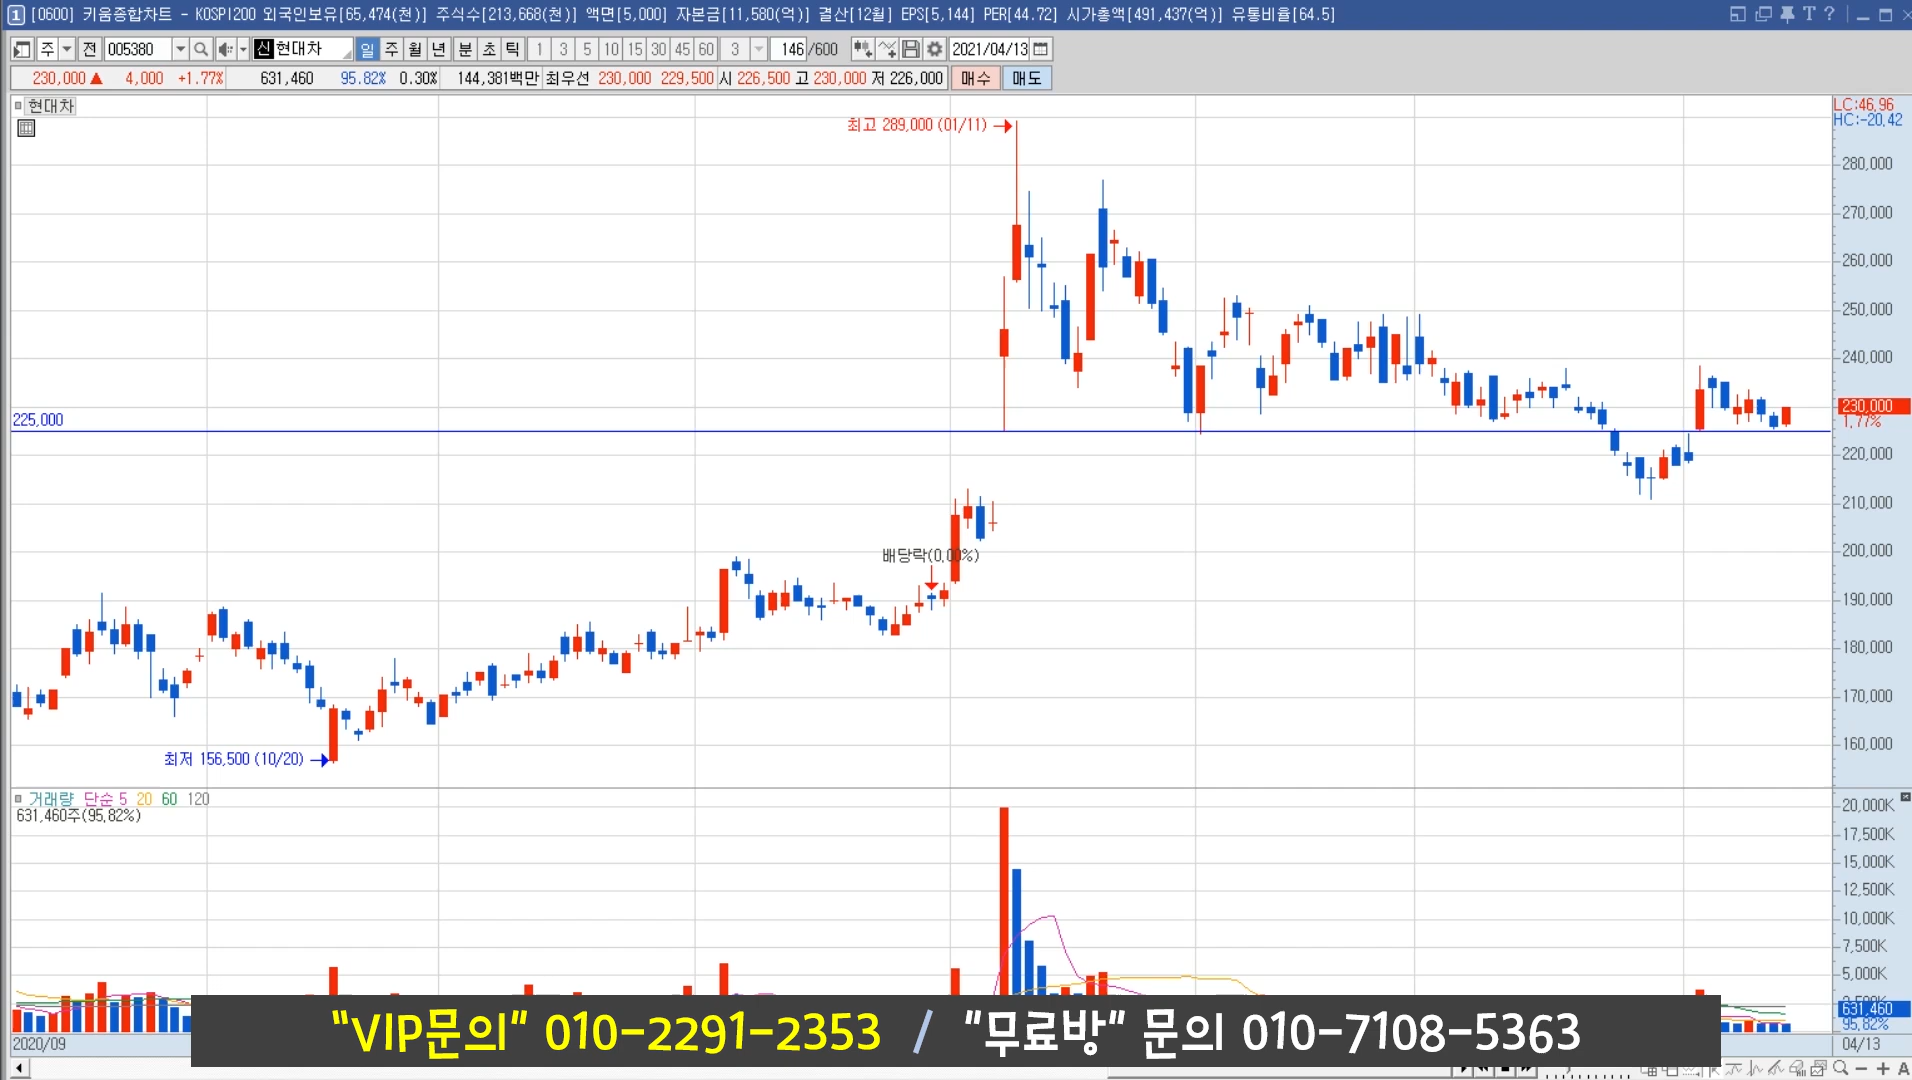 1 [0600] 키움종합차트 - KOSPI200 외국인보유[65,474(천)] 주식수[213,668(천)] 액면[5,000] 자본금[11,580(억)] 결산[12월] EPS[5,144] PER[44.72] 시가총액[491,437(억)] 유통비율[64.5] T ?
주 전 005380 신 현대차 일 주 월 년 분 초 틱 1 3 5 10 15 30 45 60 3 146 /600 2021/04/13
230,000 ▲ 4,000 +1.77% 631,460 95.82% 0.30% 144,381백만 최우선 230,000 229,500 시 226,500 고 230,000 저 226,000 매수 매도
현대차
LC:46.96
HC:-20.42
최고 289,000 (01/11)
280,000
270,000
260,000
250,000
240,000
230,000
1.77%
225,000
220,000
210,000
200,000
배당락(0.00%)
190,000
180,000
170,000
160,000
최저 156,500 (10/20)
거래량 단순 5 20 60 120
631,460주(95.82%)
20,000K
17,500K
15,000K
12,500K
10,000K
7,500K
5,000K
631,460
95.82%
2020/09
04/13
"VIP문의" 010-2291-2353 / "무료방" 문의 010-7108-5363
A